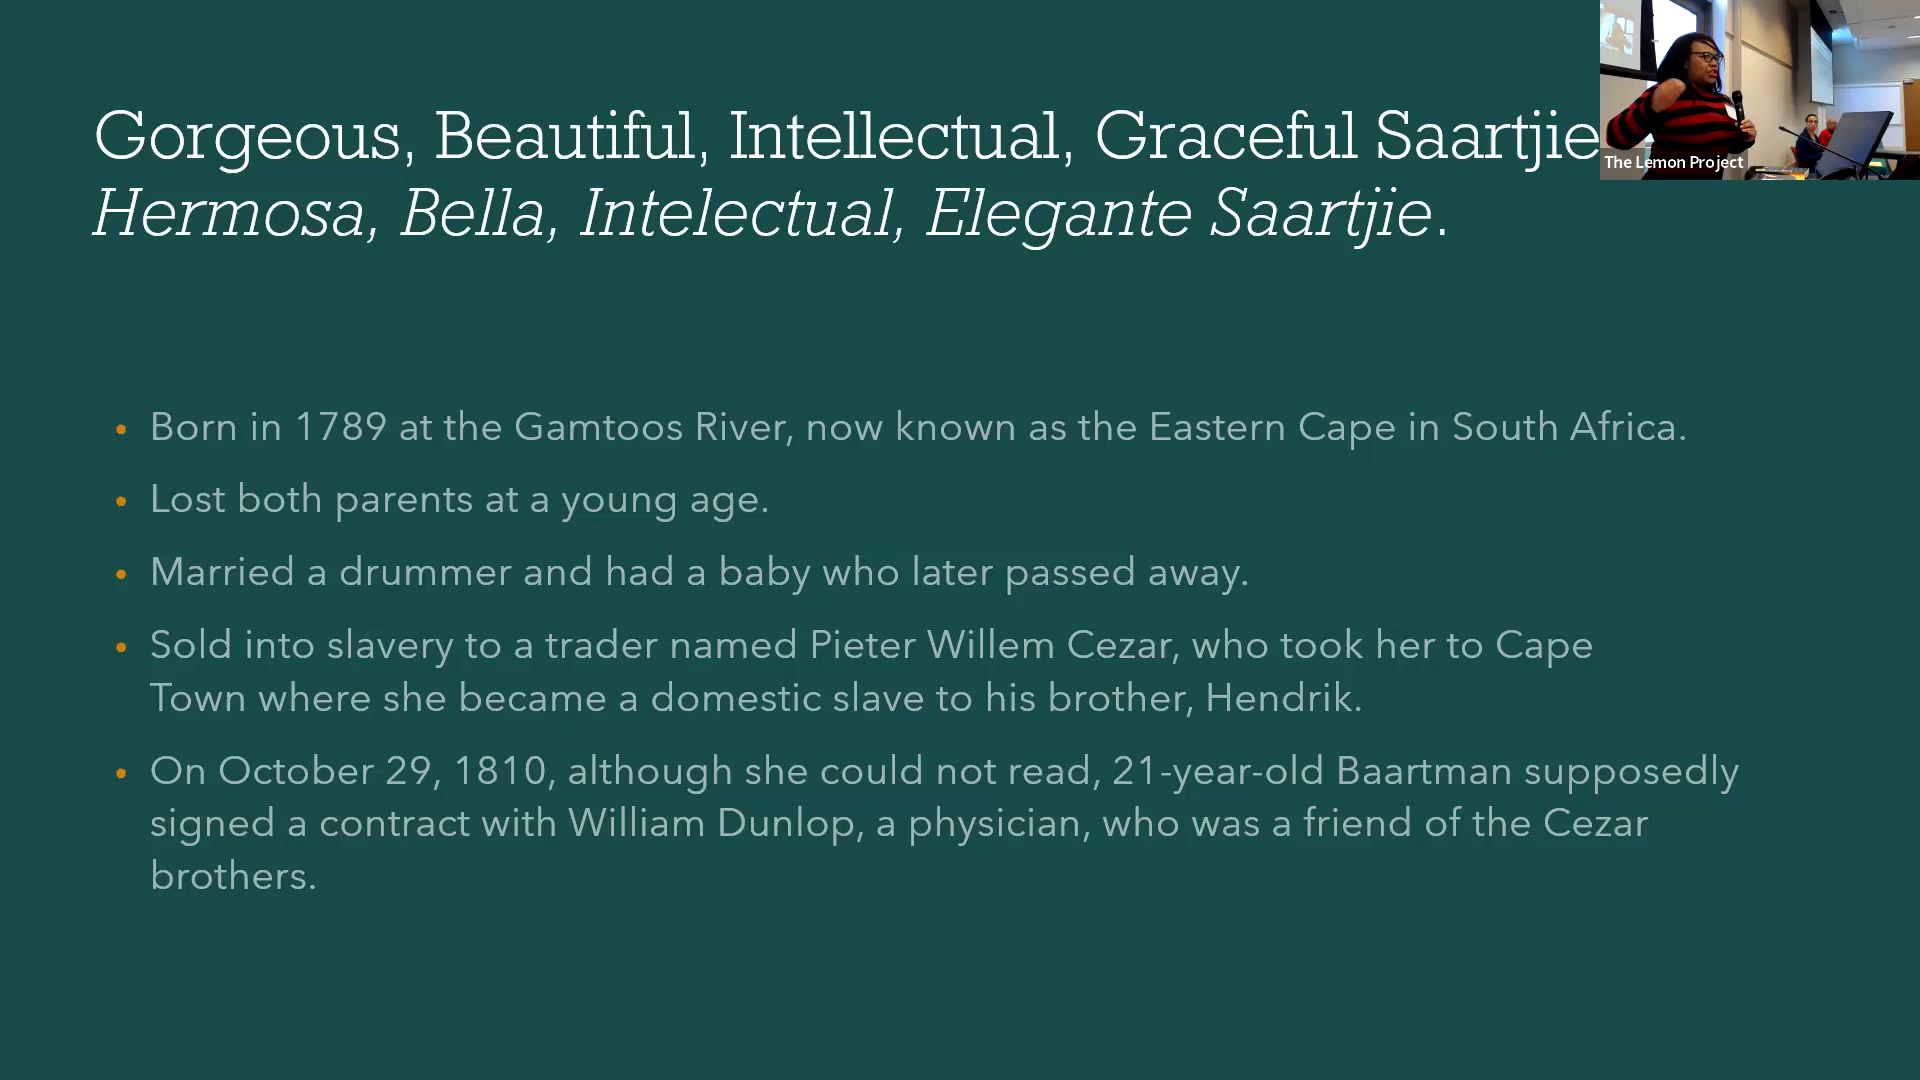 Gorgeous, Beautiful, Intellectual, Graceful Saartjie
Hermosa, Bella, Intelectual, Elegante Saartjie.
The Lemon Project
• Born in 1789 at the Gamtoos River, now known as the Eastern Cape in South Africa.
• Lost both parents at a young age.
• Married a drummer and had a baby who later passed away.
• Sold into slavery to a trader named Pieter Willem Cezar, who took her to Cape
Town where she became a domestic slave to his brother, Hendrik.
• On October 29, 1810, although she could not read, 21-year-old Baartman supposedly
signed a contract with William Dunlop, a physician, who was a friend of the Cezar
brothers.